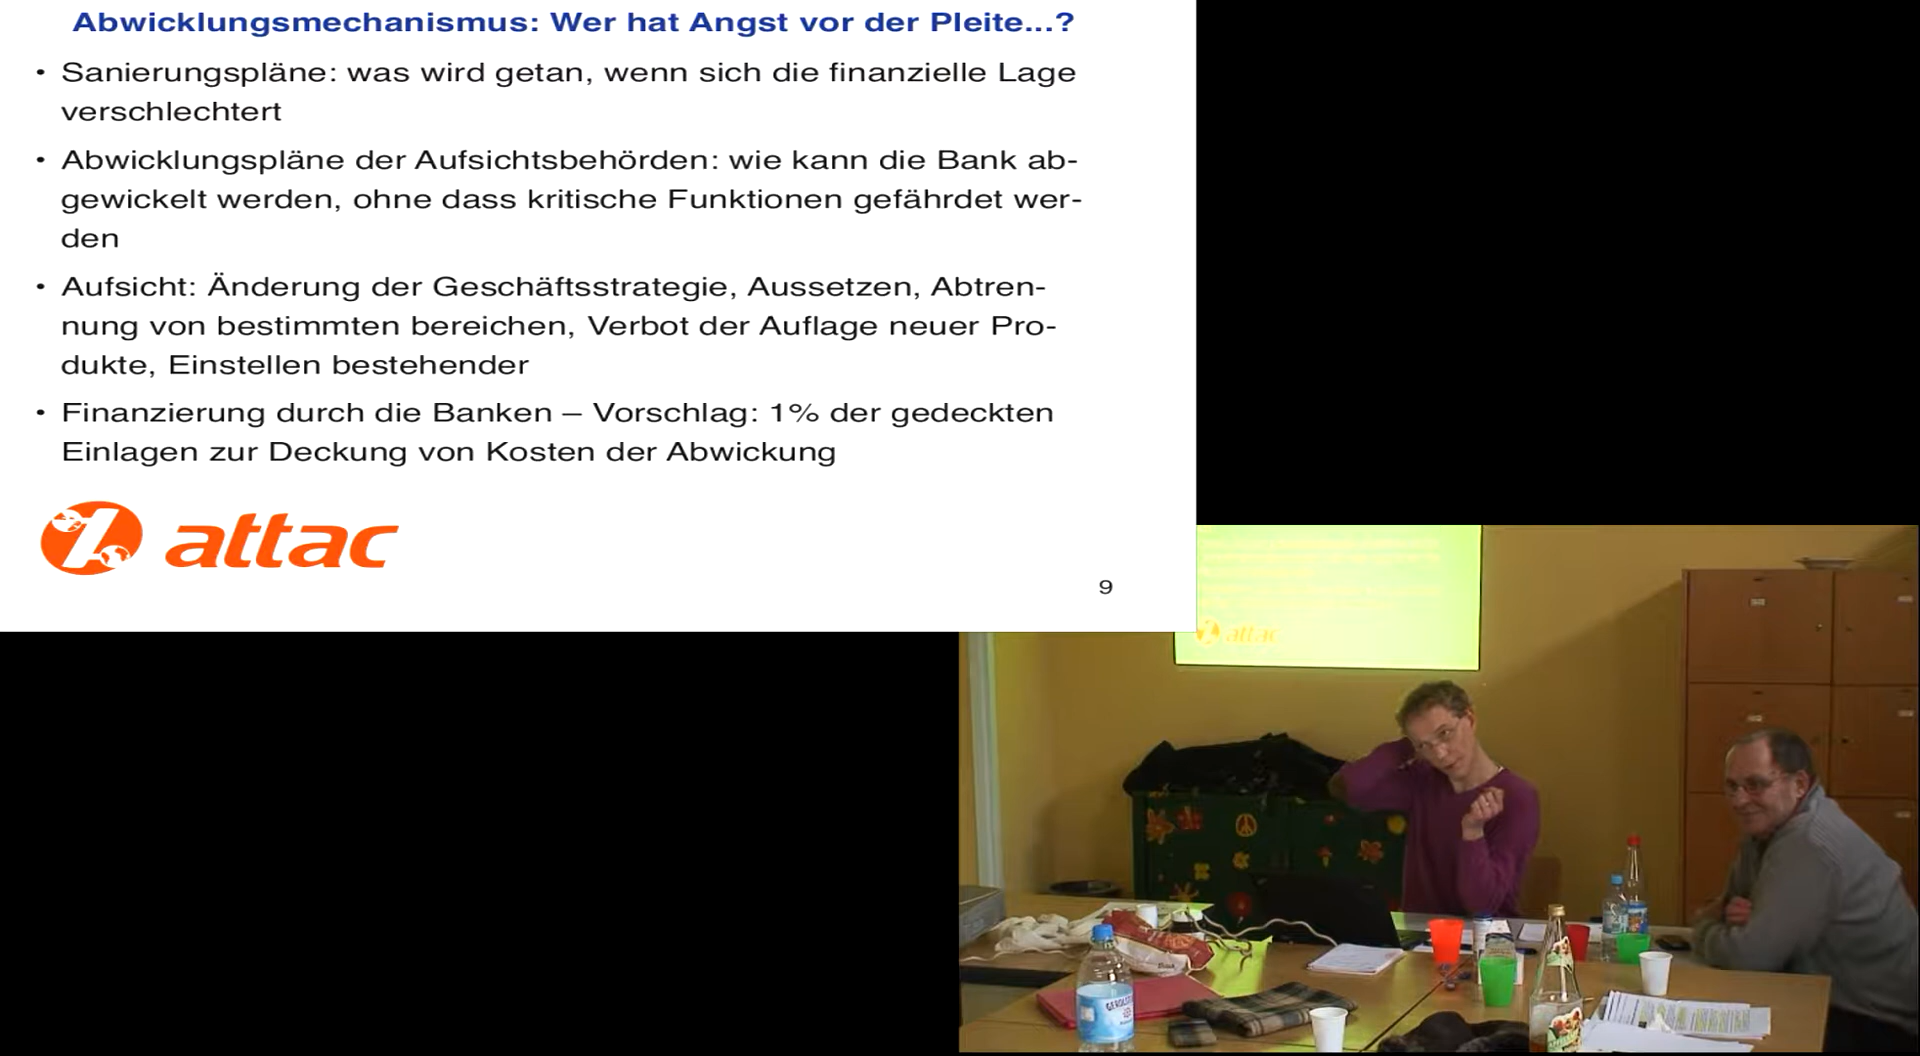 Abwicklungsmechanismus: Wer hat Angst vor der Pleite...?
• Sanierungspläne: was wird getan, wenn sich die finanzielle Lage
verschlechtert
• Abwicklungspläne der Aufsichtsbehörden: wie kann die Bank ab-
gewickelt werden, ohne dass kritische Funktionen gefährdet wer-
den
• Aufsicht: Änderung der Geschäftsstrategie, Aussetzen, Abtren-
nung von bestimmten bereichen, Verbot der Auflage neuer Pro-
dukte, Einstellen bestehender
• Finanzierung durch die Banken – Vorschlag: 1% der gedeckten
Einlagen zur Deckung von Kosten der Abwickung
attac
9
attac